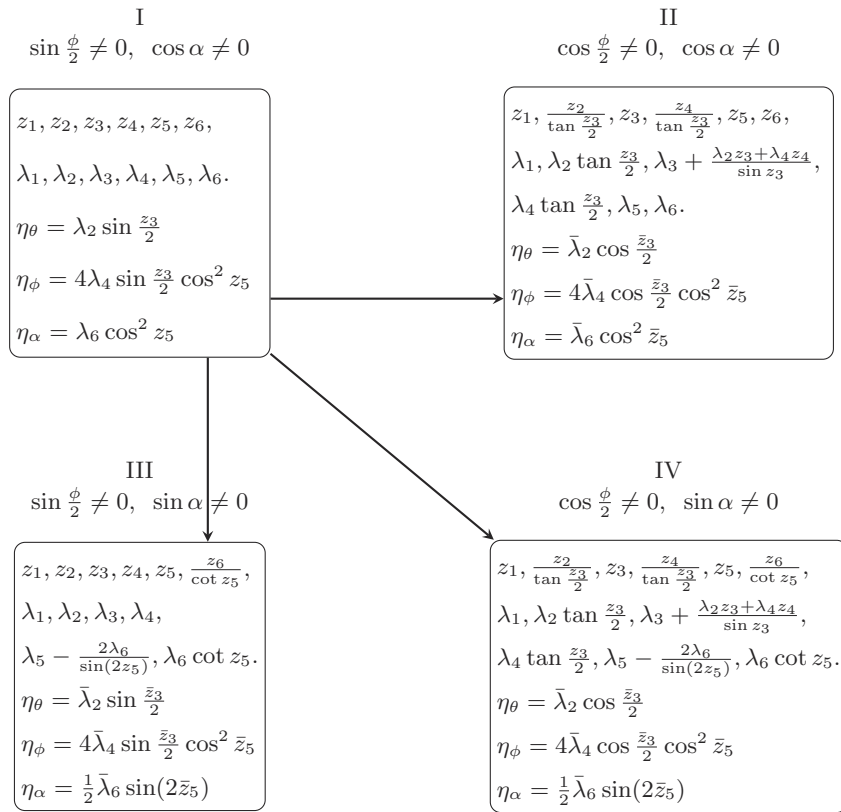 I
sin ϕ/2 ≠ 0, cos α ≠ 0
z₁, z₂, z₃, z₄, z₅, z₆,
λ₁, λ₂, λ₃, λ₄, λ₅, λ₆.
η_θ = λ₂ sin z₃/2
η_ϕ = 4λ₄ sin z₃/2 cos² z₅
η_α = λ₆ cos² z₅
II
cos ϕ/2 ≠ 0, cos α ≠ 0
z₁, z₂/(tan z₃/2), z₃, z₄/(tan z₃/2), z₅, z₆,
λ₁, λ₂ tan z₃/2, λ₃ + (λ₂z₃+λ₄z₄)/(sin z₃),
λ₄ tan z₃/2, λ₅, λ₆.
η_θ = λ̄₂ cos z̄₃/2
η_ϕ = 4λ̄₄ cos z̄₃/2 cos² z̄₅
η_α = λ̄₆ cos² z̄₅
III
sin ϕ/2 ≠ 0, sin α ≠ 0
z₁, z₂, z₃, z₄, z₅, z₆/(cot z₅),
λ₁, λ₂, λ₃, λ₄,
λ₅ − 2λ₆/(sin(2z₅)), λ₆ cot z₅.
η_θ = λ̄₂ sin z̄₃/2
η_ϕ = 4λ̄₄ sin z̄₃/2 cos² z̄₅
η_α = 1/2 λ̄₆ sin(2z̄₅)
IV
cos ϕ/2 ≠ 0, sin α ≠ 0
z₁, z₂/(tan z₃/2), z₃, z₄/(tan z₃/2), z₅, z₆/(cot z₅),
λ₁, λ₂ tan z₃/2, λ₃ + (λ₂z₃+λ₄z₄)/(sin z₃),
λ₄ tan z₃/2, λ₅ − 2λ₆/(sin(2z₅)), λ₆ cot z₅.
η_θ = λ̄₂ cos z̄₃/2
η_ϕ = 4λ̄₄ cos z̄₃/2 cos² z̄₅
η_α = 1/2 λ̄₆ sin(2z̄₅)